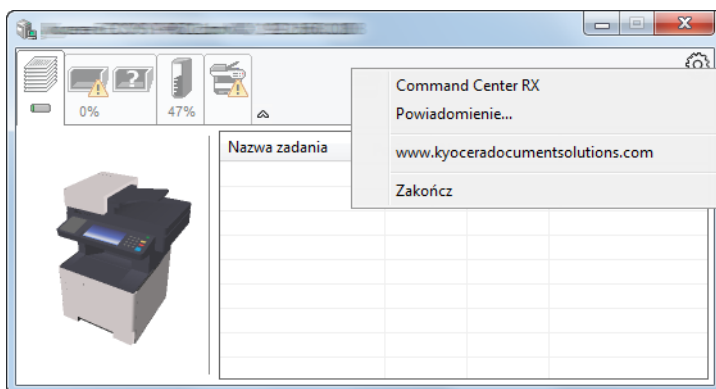 0%
47%
Command Center RX
Powiadomienie...
www.kyoceradocumentsolutions.com
Zakończ
Nazwa zadania